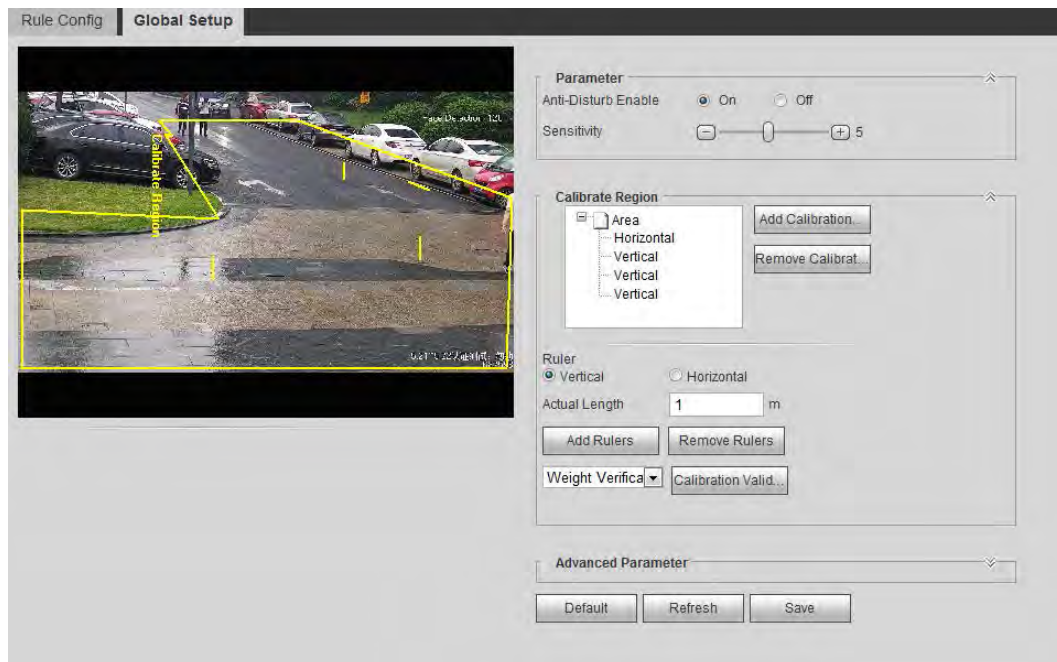 Rule Config Global Setup
Calibrate Region
Parameter
Anti-Disturb Enable On Off
Sensitivity 5
Calibrate Region
Area
Horizontal
Vertical
Vertical
Vertical
Add Calibration...
Remove Calibrat...
Ruler
Vertical Horizontal
Actual Length 1 m
Add Rulers Remove Rulers
Weight Verifica Calibration Valid...
Advanced Parameter
Default Refresh Save